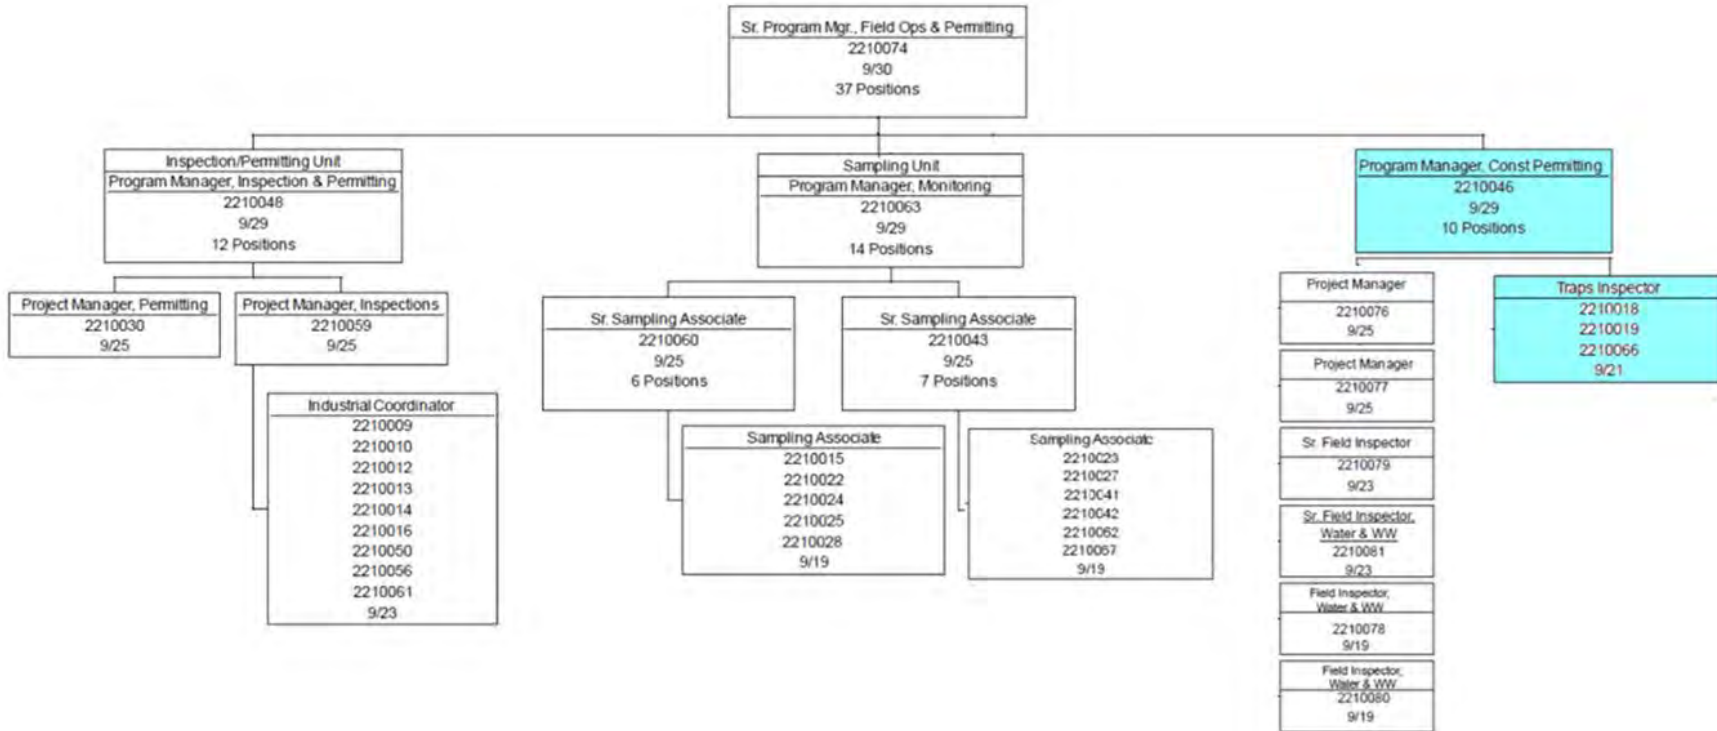 Sr. Program Mgr., Field Ops & Permitting
2210074
9/30
37 Positions
Inspection/Permitting Unit
Program Manager, Inspection & Permitting
2210048
9/29
12 Positions
Project Manager, Permitting
2210030
9/25
Project Manager, Inspections
2210059
9/25
Industrial Coordinator
2210009
2210010
2210012
2210013
2210014
2210016
2210050
2210056
2210061
9/23
Sampling Unit
Program Manager, Monitoring
2210063
9/29
14 Positions
Sr. Sampling Associate
2210060
9/25
6 Positions
Sampling Associate
2210015
2210022
2210024
2210025
2210028
9/19
Sr. Sampling Associate
2210043
9/25
7 Positions
Sampling Associate
2210023
2210027
2210041
2210042
2210062
2210067
9/19
Program Manager, Const Permitting
2210046
9/29
10 Positions
Project Manager
2210076
9/25
Project Manager
2210077
9/25
Sr. Field Inspector
2210079
9/23
Sr. Field Inspector,
Water & WW
2210081
9/23
Field Inspector,
Water & WW
2210078
9/19
Field Inspector,
Water & WW
2210080
9/19
Traps Inspector
2210018
2210019
2210066
9/21